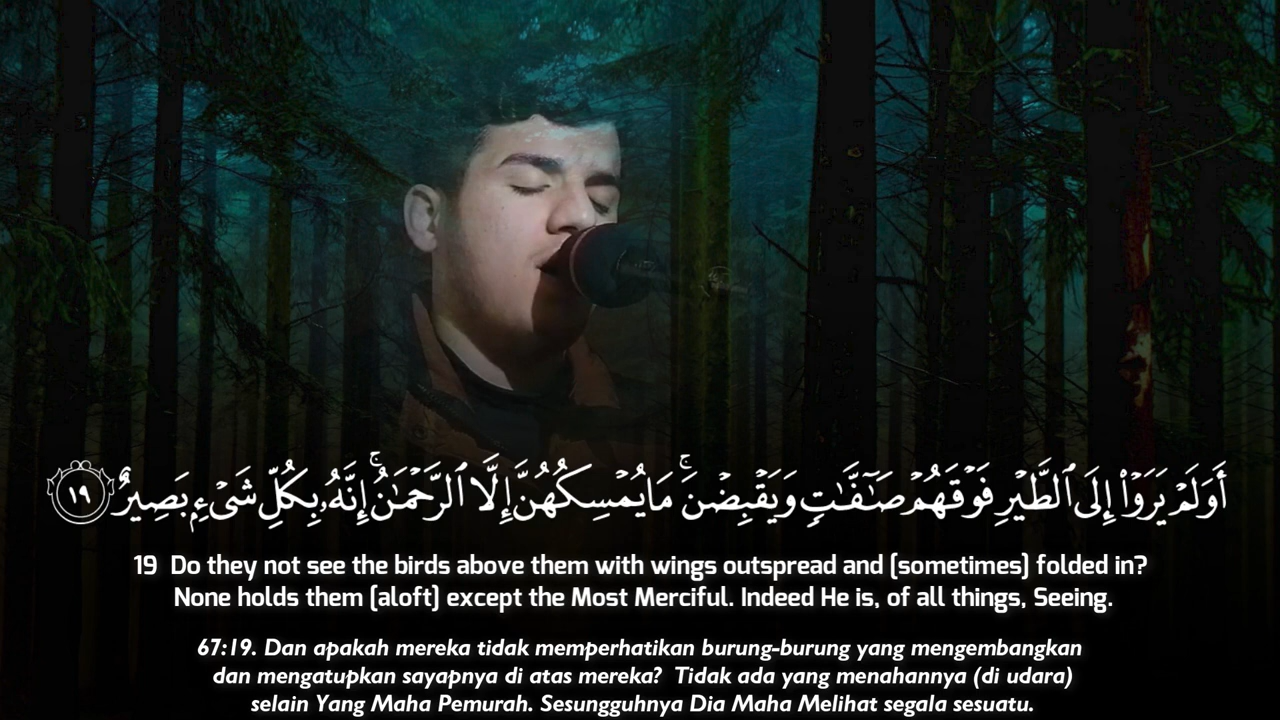 أَوَلَمْ يَرَوْا۟ إِلَى ٱلطَّيْرِ فَوْقَهُمْ صَـٰٓفَّـٰتٍ وَيَقْبِضْنَ ۚ مَا يُمْسِكُهُنَّ إِلَّا ٱلرَّحْمَـٰنُ ۚ إِنَّهُۥ بِكُلِّ شَىْءٍۭ بَصِيرٌ ١٩
19 Do they not see the birds above them with wings outspread and [sometimes] folded in?
None holds them [aloft] except the Most Merciful. Indeed He is, of all things, Seeing.
67:19. Dan apakah mereka tidak memperhatikan burung-burung yang mengembangkan
dan mengatupkan sayapnya di atas mereka? Tidak ada yang menahannya (di udara)
selain Yang Maha Pemurah. Sesungguhnya Dia Maha Melihat segala sesuatu.